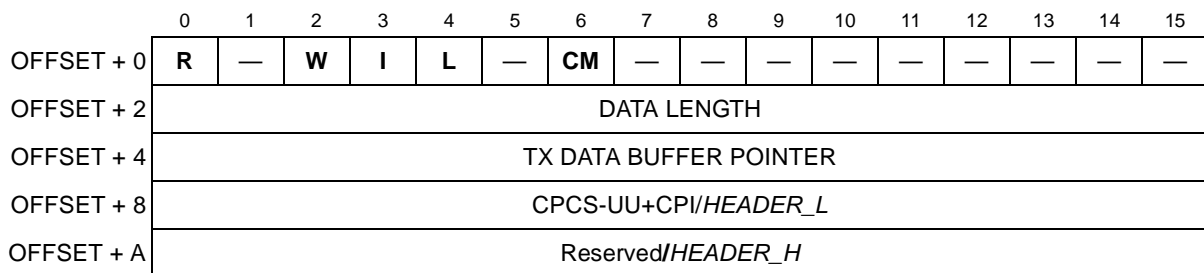 0 1 2 3 4 5 6 7 8 9 10 11 12 13 14 15
OFFSET + 0 R — W I L — CM — — — — — — — — —
OFFSET + 2 DATA LENGTH
OFFSET + 4 TX DATA BUFFER POINTER
OFFSET + 8 CPCS-UU+CPI/HEADER_L
OFFSET + A Reserved/HEADER_H